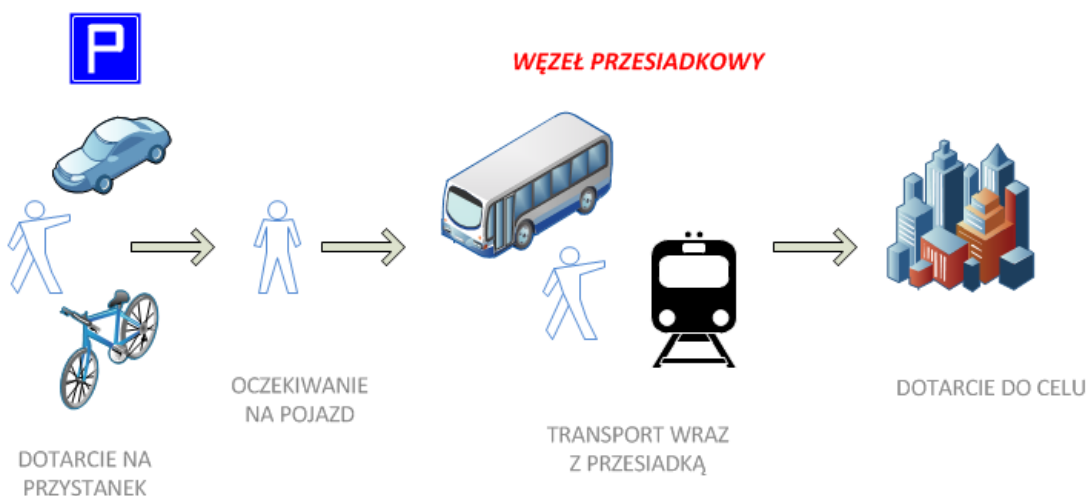 P
WĘZEŁ PRZESIADKOWY
OCZEKIWANIE
NA POJAZD
DOTARCIE DO CELU
TRANSPORT WRAZ
Z PRZESIADKĄ
DOTARCIE NA
PRZYSTANEK